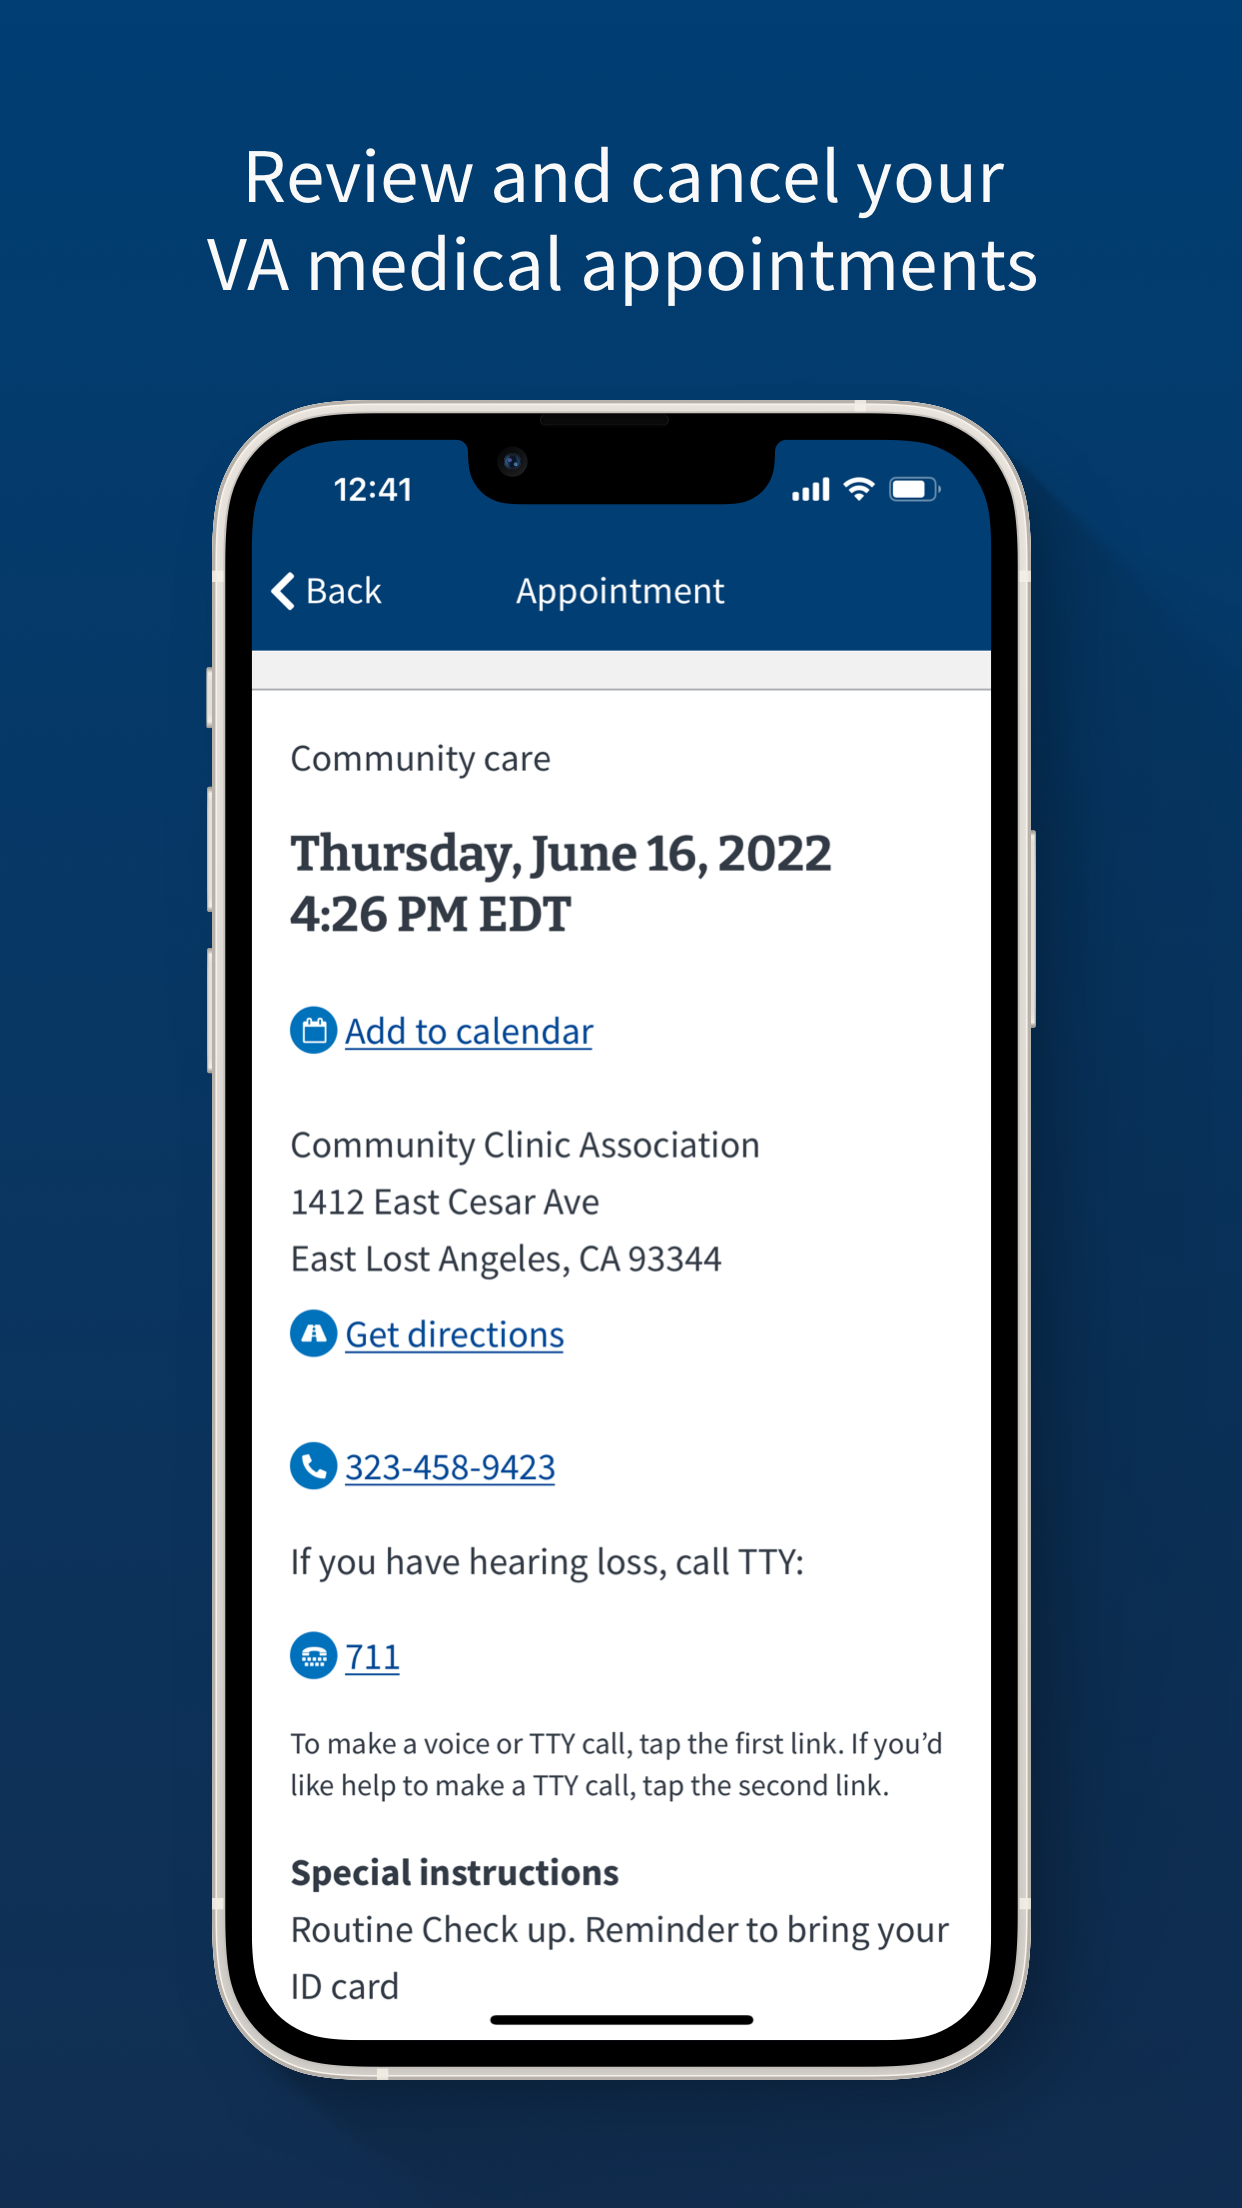 Review and cancel your
VA medical appointments
12:41
Back
Appointment
Community care
Thursday, June 16, 2022
4:26 PM EDT
Add to calendar
Community Clinic Association
1412 East Cesar Ave
East Lost Angeles, CA 93344
Get directions
323-458-9423
If you have hearing loss, call TTY:
711
To make a voice or TTY call, tap the first link. If you’d
like help to make a TTY call, tap the second link.
Special instructions
Routine Check up. Reminder to bring your
ID card